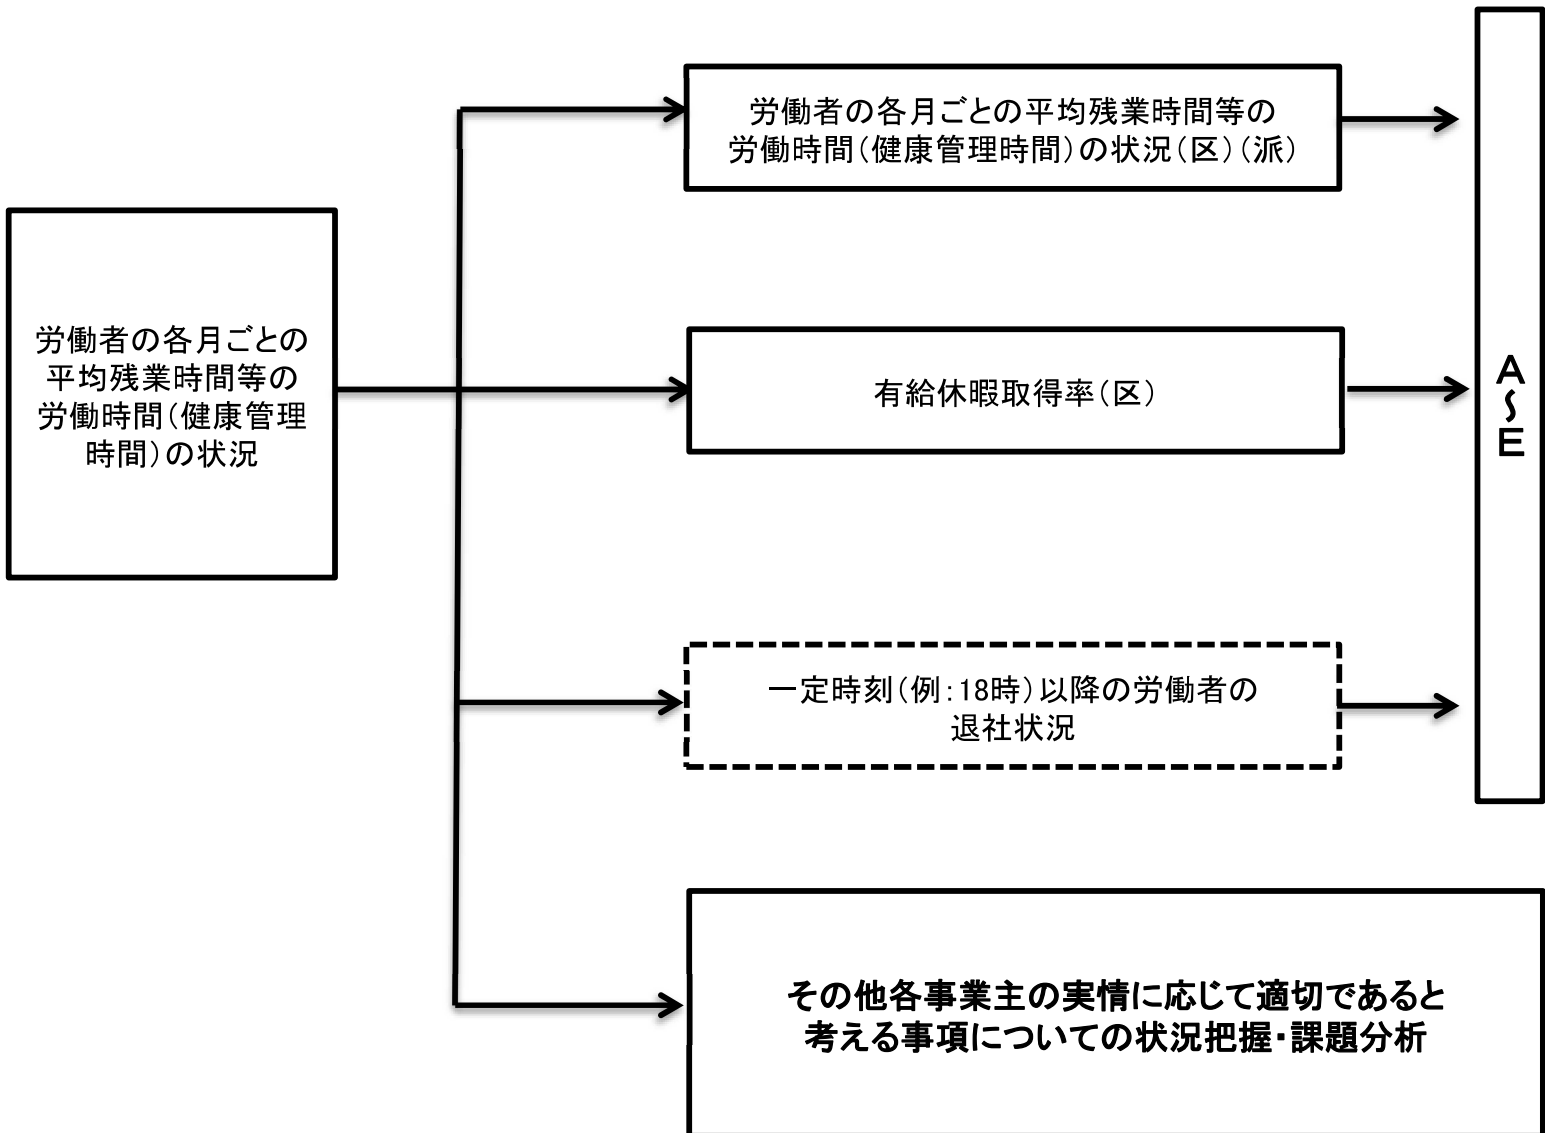 労働者の各月ごとの
平均残業時間等の
労働時間(健康管理
時間)の状況
労働者の各月ごとの平均残業時間等の
労働時間(健康管理時間)の状況(区)(派)
有給休暇取得率(区)
一定時刻(例:18時)以降の労働者の
退社状況
その他各事業主の実情に応じて適切であると
考える事項についての状況把握・課題分析
A～E